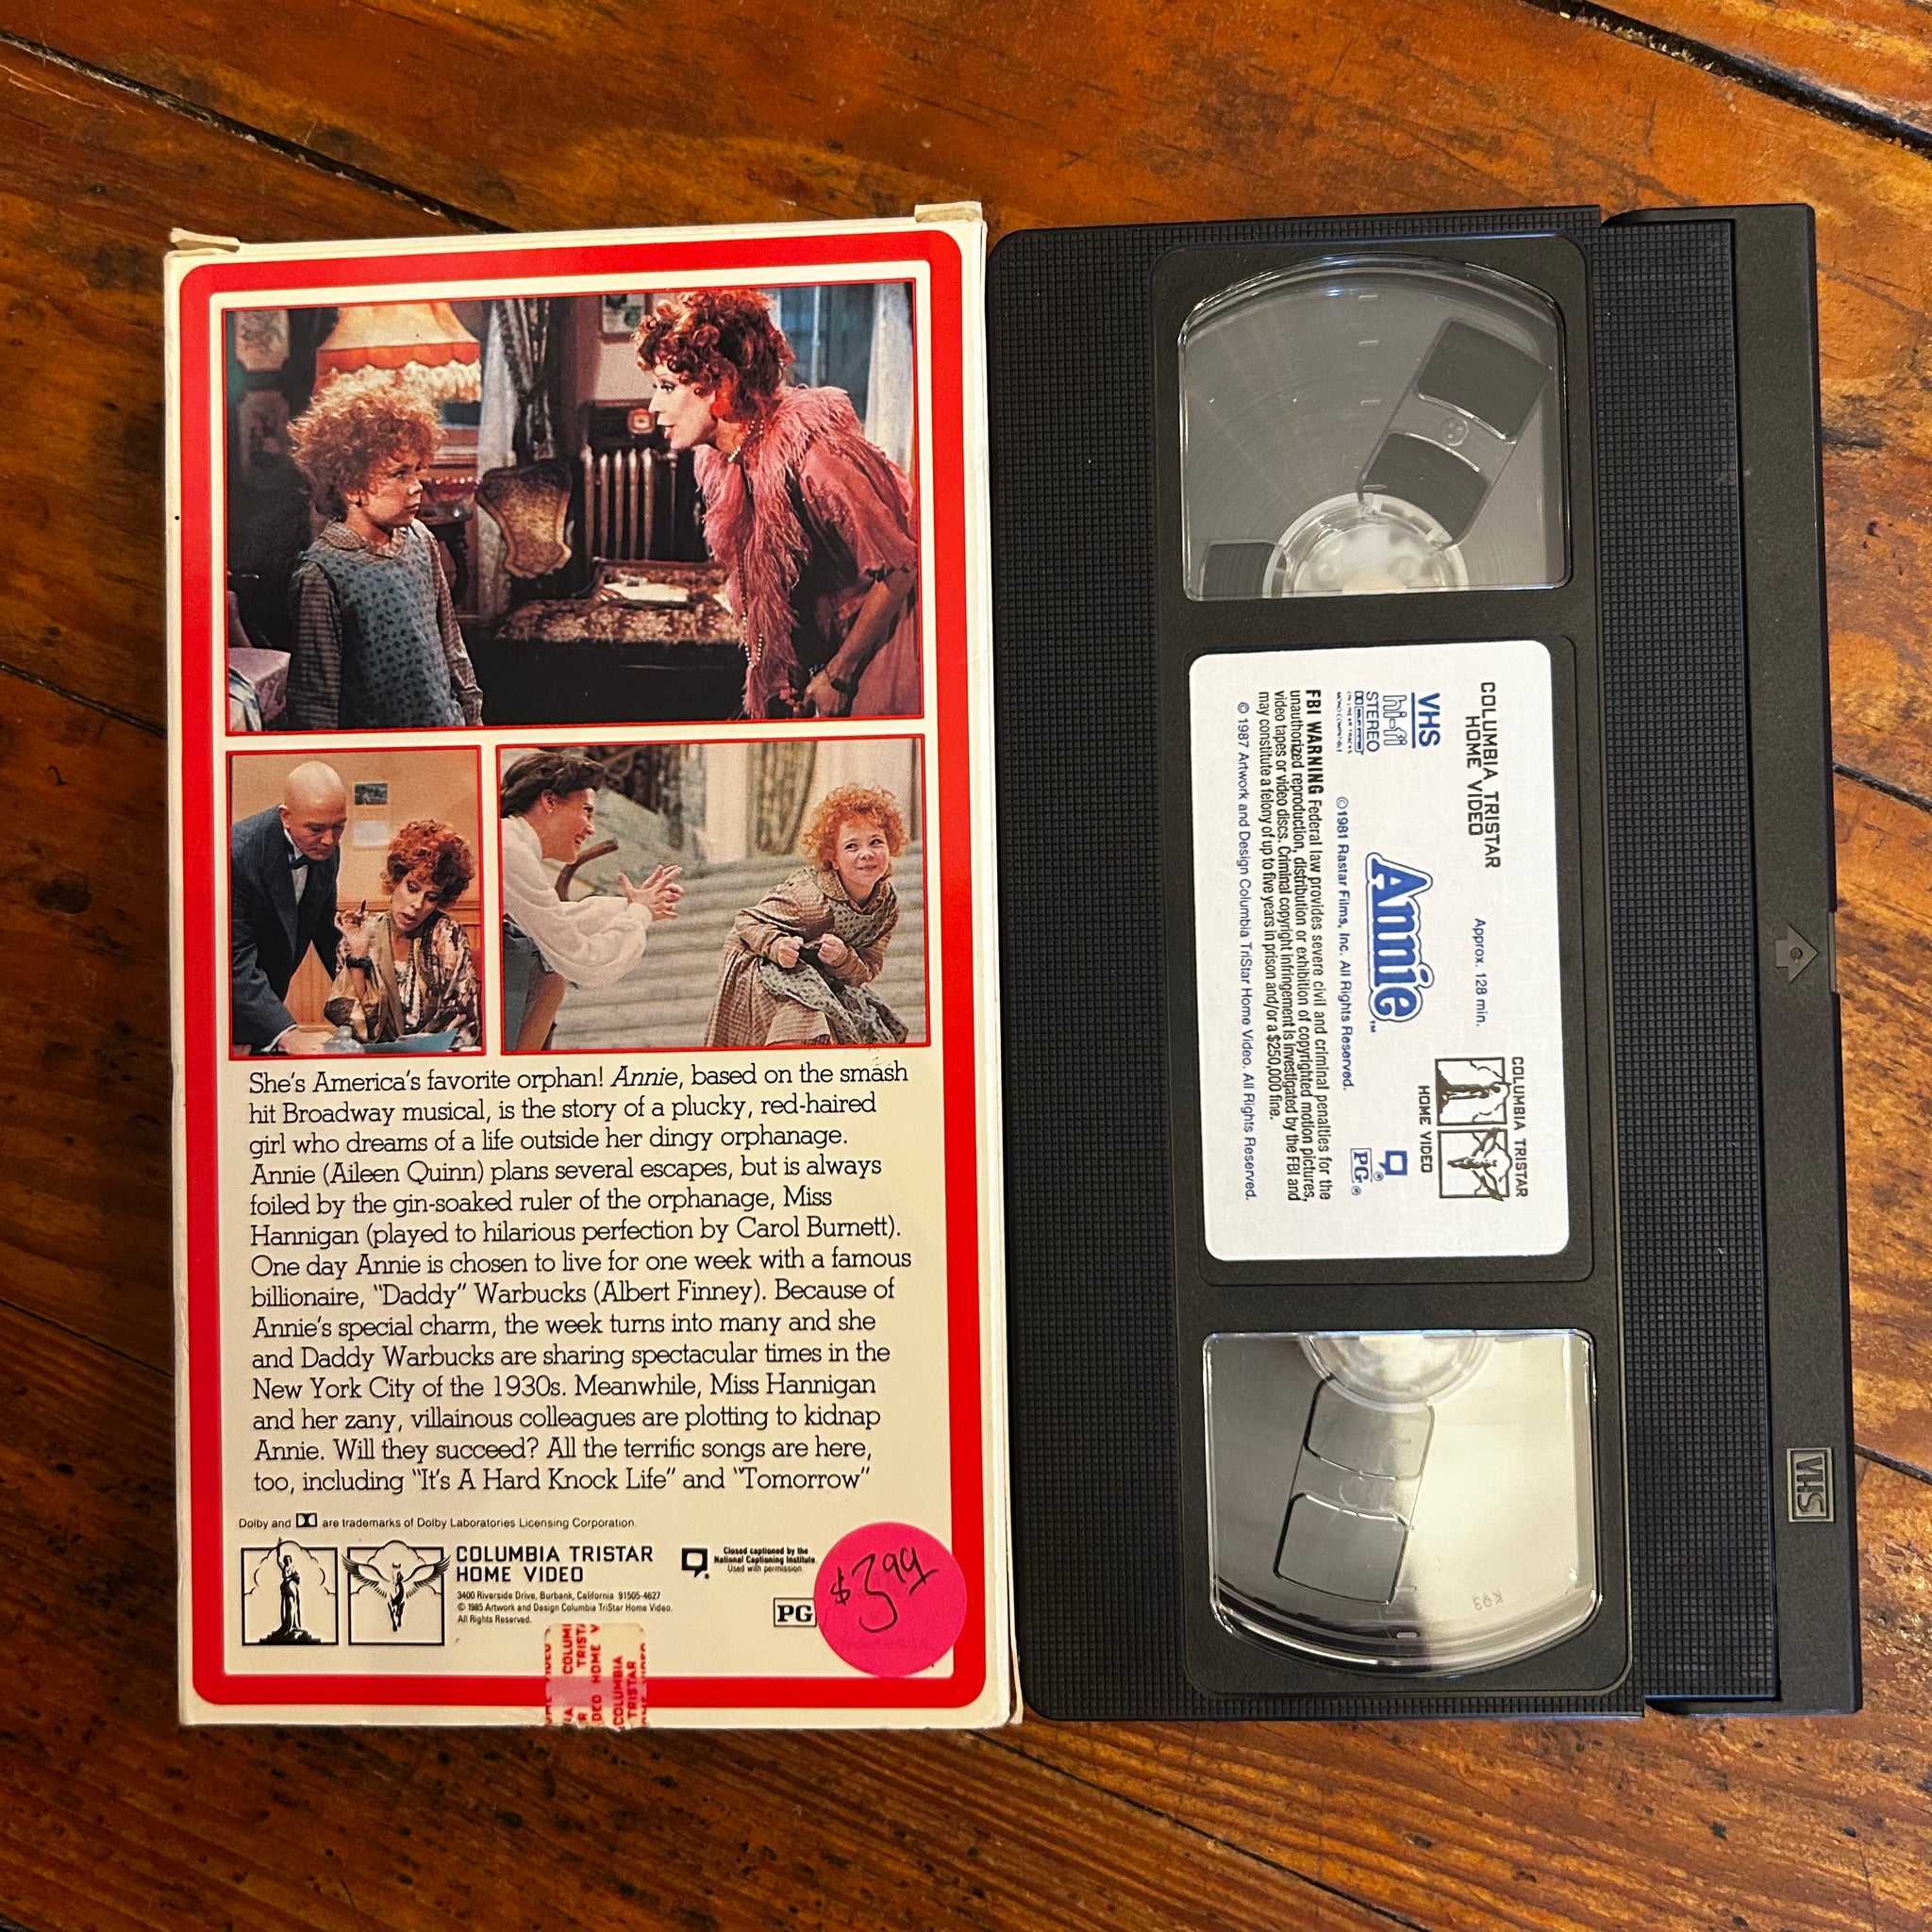 She's America's favorite orphan! Annie, based on the smash
hit Broadway musical, is the story of a plucky, red-haired
girl who dreams of a life outside her dingy orphanage.
Annie (Aileen Quinn) plans several escapes, but is always
foiled by the gin-soaked ruler of the orphanage, Miss
Hannigan (played to hilarious perfection by Carol Burnett).
One day Annie is chosen to live for one week with a famous
billionaire, "Daddy" Warbucks (Albert Finney). Because of
Annie's special charm, the week turns into many and she
and Daddy Warbucks are sharing spectacular times in the
New York City of the 1930s. Meanwhile, Miss Hannigan
and her zany, villainous colleagues are plotting to kidnap
Annie. Will they succeed? All the terrific songs are here,
too, including "It's A Hard Knock Life" and "Tomorrow"
Dolby and are trademarks of Dolby Laboratories Licensing Corporation.
COLUMBIA TRISTAR
HOME VIDEO
3400 Riverside Drive, Burbank, California 91505-4627
© 1985 Artwork and Design Columbia TriStar Home Video.
All Rights Reserved.
Closed captioned by the
National Captioning Institute.
Used with permission.
PG
$3.99
COLUMBIA
TRISTAR
COLUMBIA TRISTAR
HOME VIDEO
Approx. 128 min.
COLUMBIA TRISTAR
HOME VIDEO
VHS
hi-fi
STEREO
Annie™
PG®
©1981 Rastar Films, Inc. All Rights Reserved.
FBI WARNING Federal law provides severe civil and criminal penalties for the
unauthorized reproduction, distribution or exhibition of copyrighted motion pictures,
video tapes or video discs. Criminal copyright infringement is investigated by the FBI and
may constitute a felony of up to five years in prison and/or a $250,000 fine.
© 1987 Artwork and Design Columbia TriStar Home Video. All Rights Reserved.
K-93
VHS